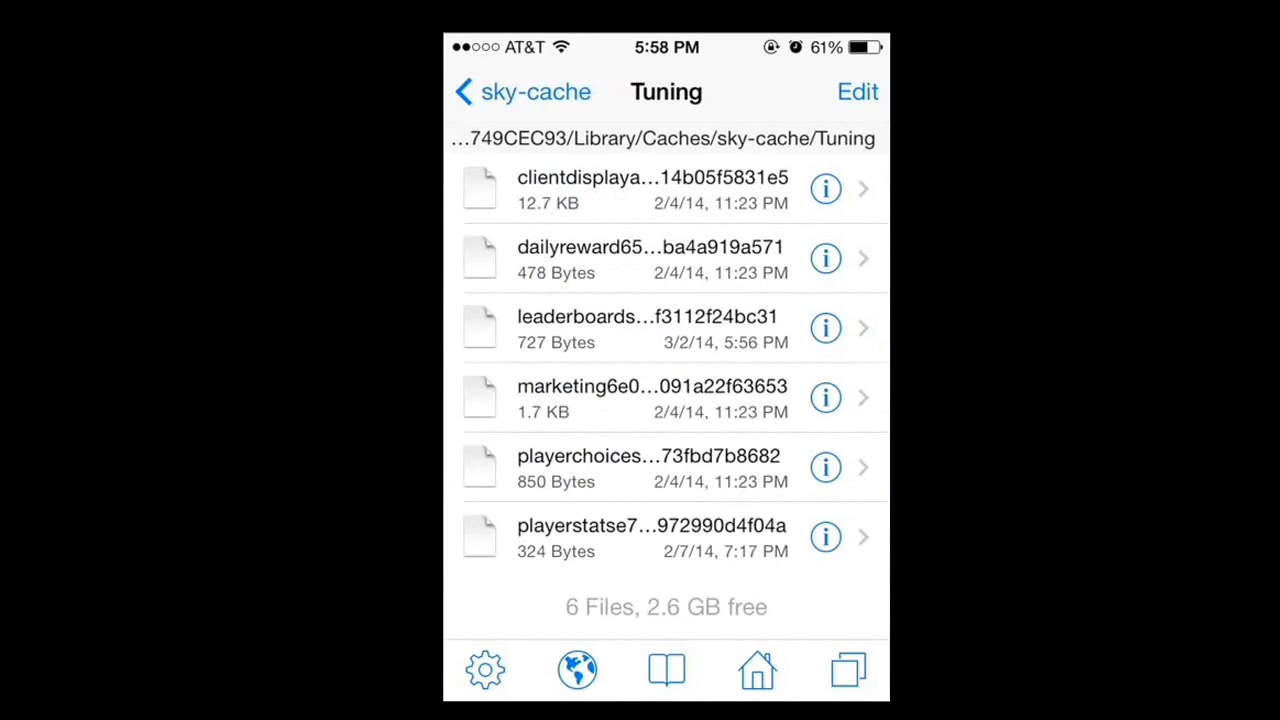 AT&T 5:58 PM 61%
sky-cache Tuning Edit
...749CEC93/Library/Caches/sky-cache/Tuning
clientdisplaya...14b05f5831e5
12.7 KB 2/4/14, 11:23 PM
dailyreward65...ba4a919a571
478 Bytes 2/4/14, 11:23 PM
leaderboards...f3112f24bc31
727 Bytes 3/2/14, 5:56 PM
marketing6e0...091a22f63653
1.7 KB 2/4/14, 11:23 PM
playerchoices...73fbd7b8682
850 Bytes 2/4/14, 11:23 PM
playerstatse7...972990d4f04a
324 Bytes 2/7/14, 7:17 PM
6 Files, 2.6 GB free